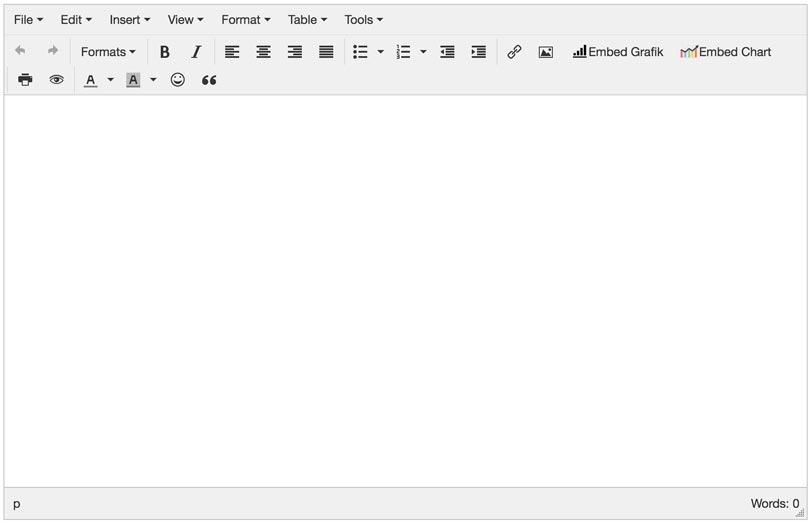 File Edit Insert View Format Table Tools
Formats B I Embed Grafik Embed Chart
A A
p Words: 0